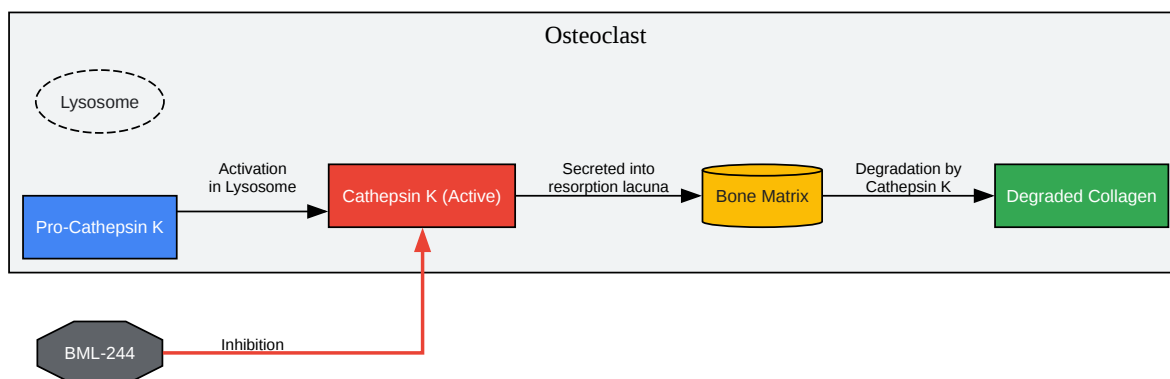 Osteoclast
Lysosome
Activation
in Lysosome
Secreted into
resorption lacuna
Degradation by
Cathepsin K
Pro-Cathepsin K
Cathepsin K (Active)
Bone Matrix
Degraded Collagen
BML-244
Inhibition